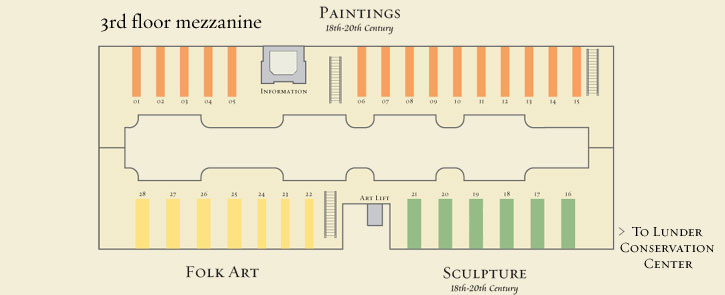 3rd floor mezzanine
Paintings
18th-20th Century
Information
01 02 03 04 05 06 07 08 09 10 11 12 13 14 15
28 27 26 25 24 23 22
Art Lift
21 20 19 18 17 16
> To Lunder
Conservation
Center
Folk Art
Sculpture
18th-20th Century